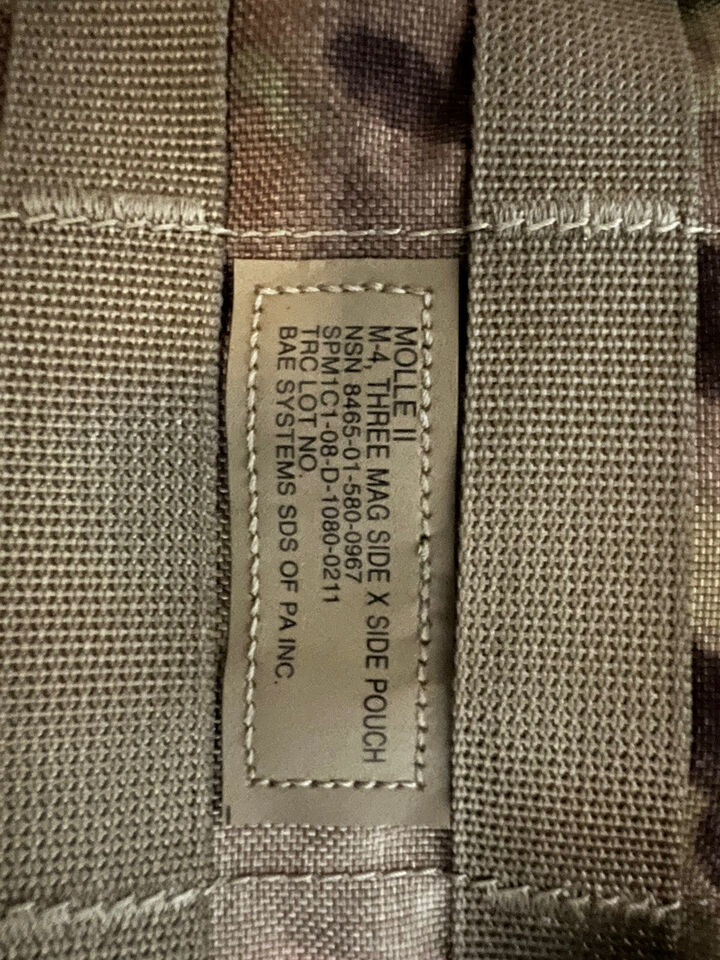 MOLLE II
M-4, THREE MAG SIDE X SIDE POUCH
NSN 8465-01-580-0967
SPM1C1-08-D-1080-0211
TRC LOT NO.
BAE SYSTEMS SDS OF PA INC.